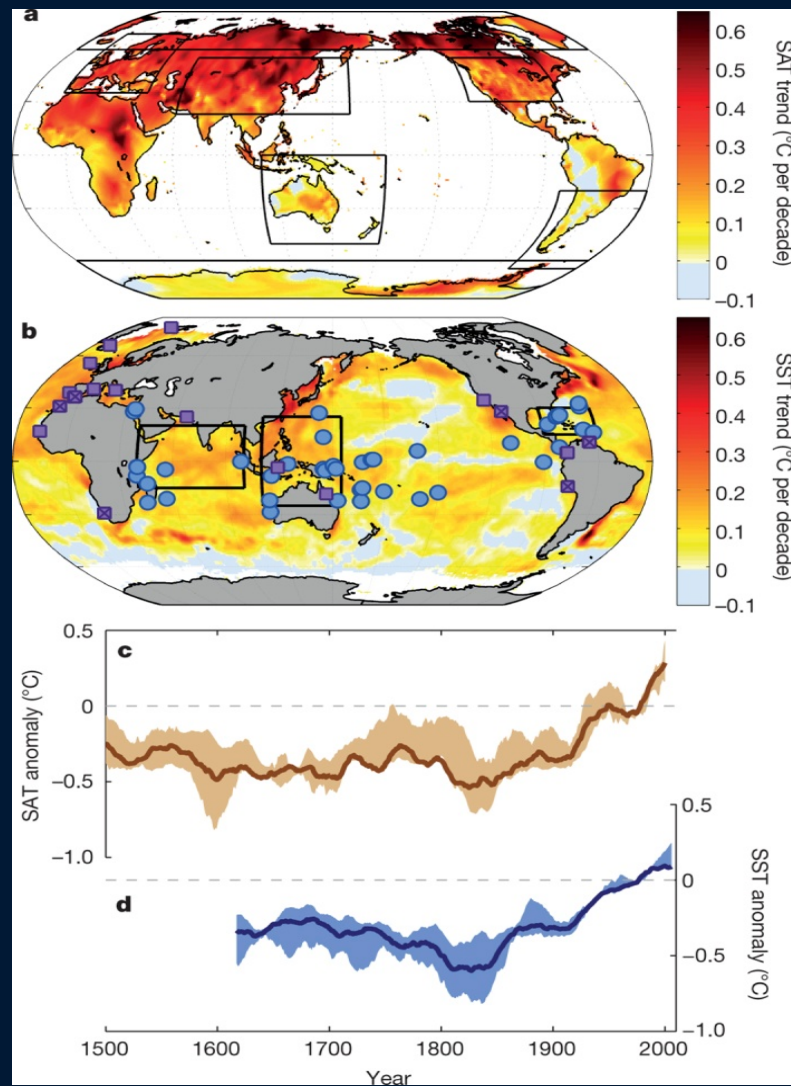 a
0.6
0.5
0.4
0.3
0.2
0.1
0
–0.1
SAT trend (°C per decade)
b
0.6
0.5
0.4
0.3
0.2
0.1
0
–0.1
SST trend (°C per decade)
c
0.5
0
–0.5
–1.0
SAT anomaly (°C)
d
0.5
0
–0.5
–1.0
SST anomaly (°C)
1500 1600 1700 1800 1900 2000
Year